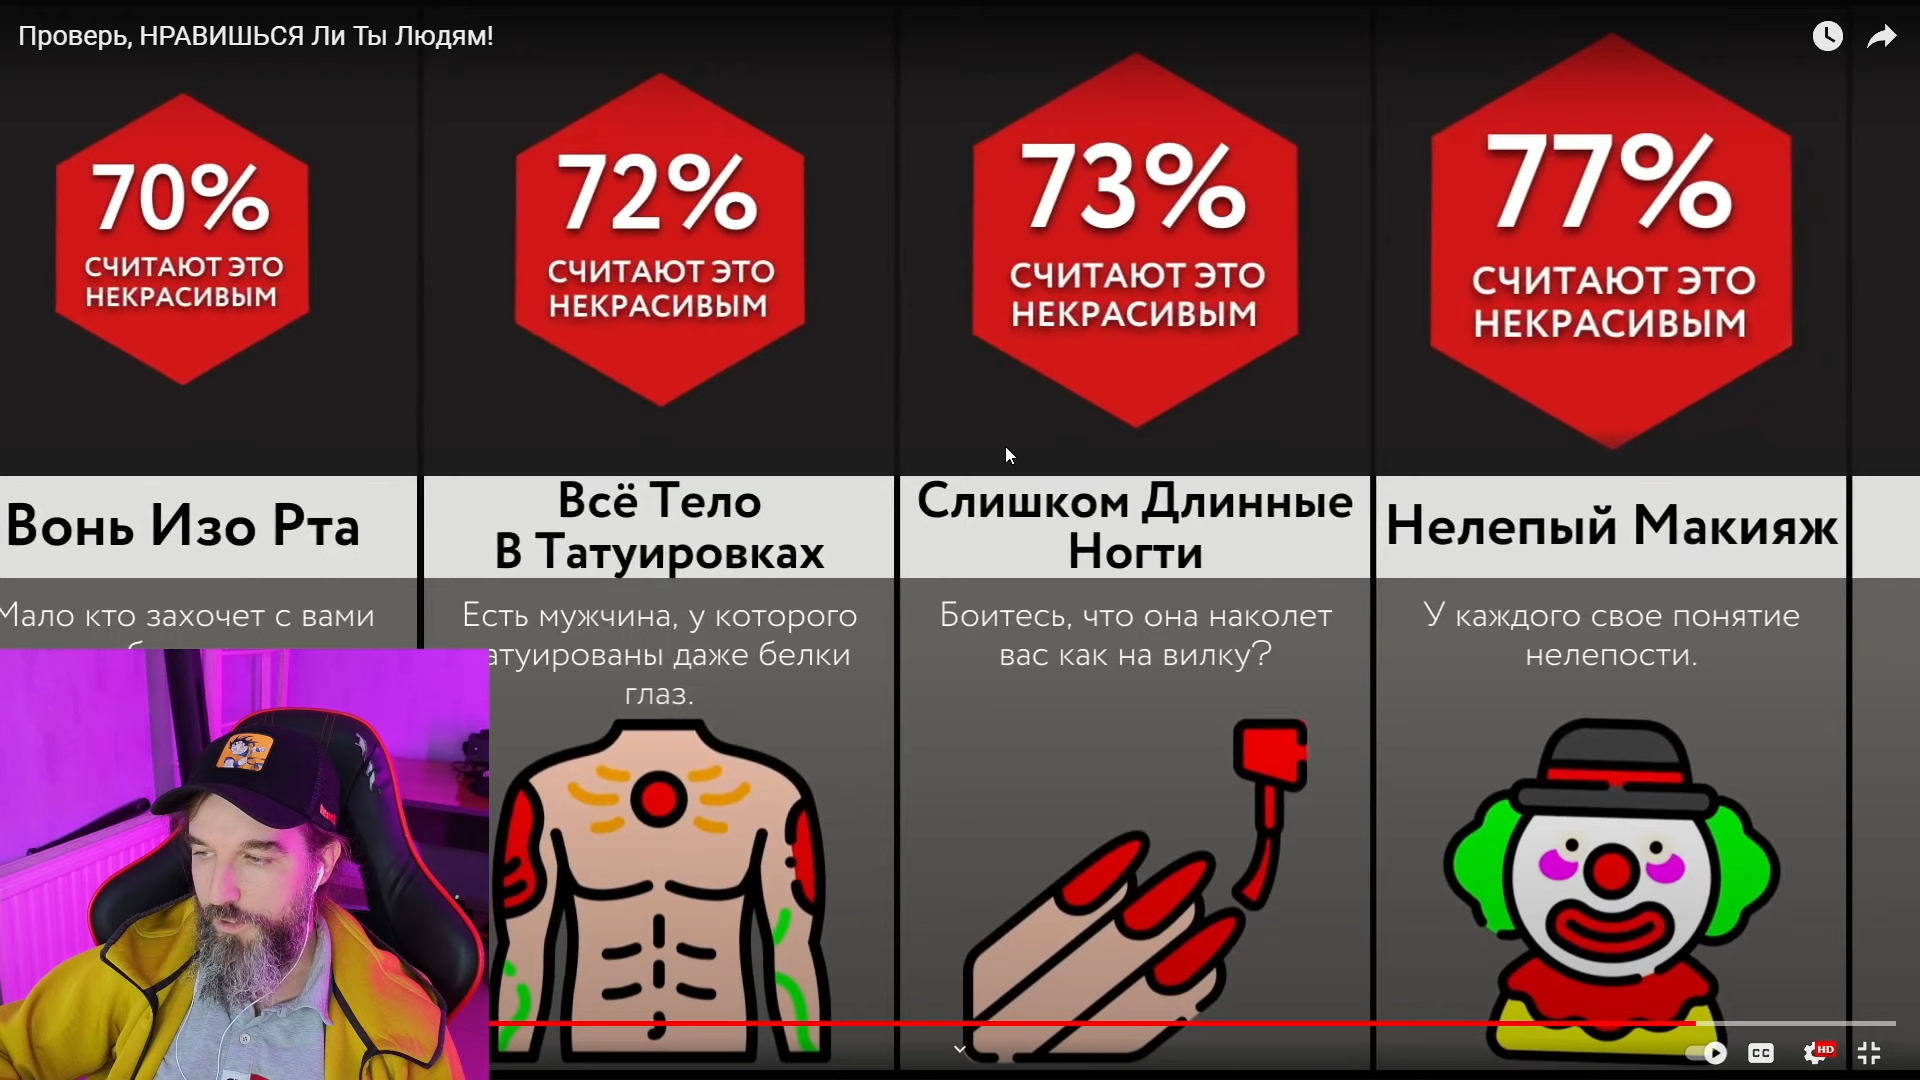 Проверь, НРАВИШЬСЯ Ли Ты Людям!
70%
СЧИТАЮТ ЭТО
НЕКРАСИВЫМ
72%
СЧИТАЮТ ЭТО
НЕКРАСИВЫМ
73%
СЧИТАЮТ ЭТО
НЕКРАСИВЫМ
77%
СЧИТАЮТ ЭТО
НЕКРАСИВЫМ
Вонь Изо Рта
Всё Тело
В Татуировках
Слишком Длинные
Ногти
Нелепый Макияж
Мало кто захочет с вами
Есть мужчина, у которого
атуированы даже белки
глаз.
Боитесь, что она наколет
вас как на вилку?
У каждого свое понятие
нелепости.
CC
HD